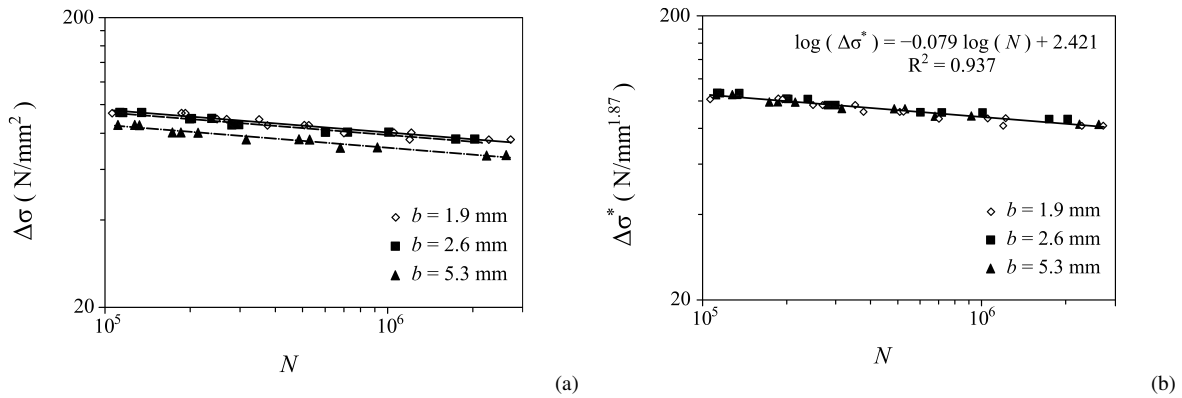 200
Δσ ( N/mm²)
20
10⁵
10⁶
N
b = 1.9 mm
b = 2.6 mm
b = 5.3 mm
(a)
200
log ( Δσ* ) = −0.079 log ( N ) + 2.421
R² = 0.937
Δσ* ( N/mm¹·⁸⁷)
20
10⁵
10⁶
N
b = 1.9 mm
b = 2.6 mm
b = 5.3 mm
(b)